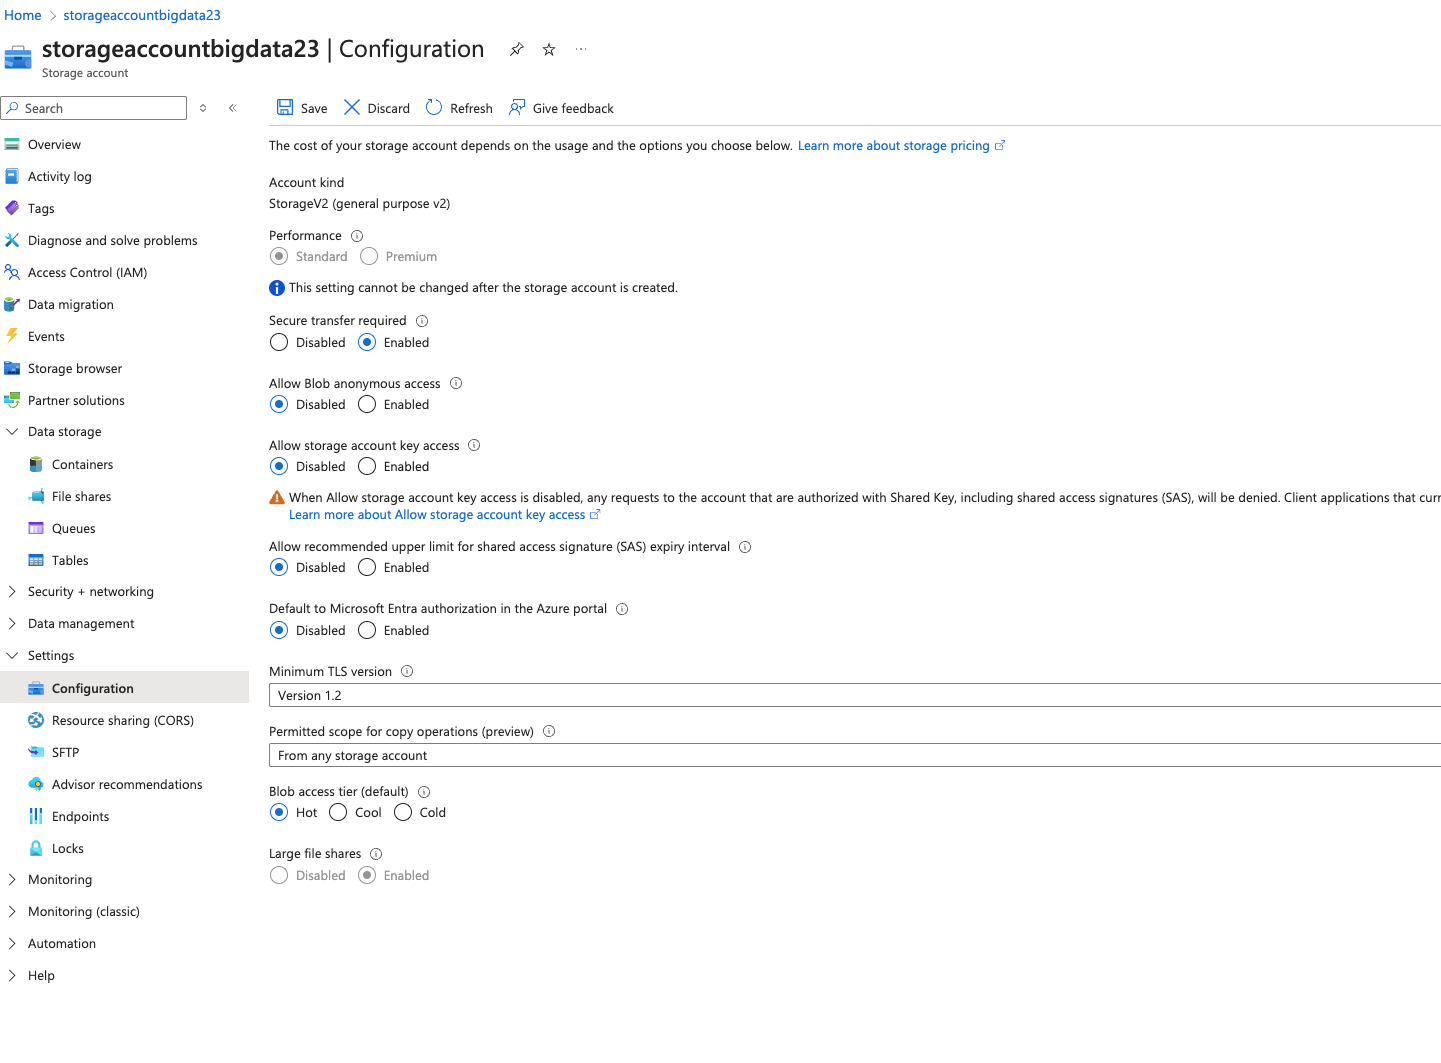 Home > storageaccountbigdata23
storageaccountbigdata23 | Configuration
Storage account
Search
Overview
Activity log
Tags
Diagnose and solve problems
Access Control (IAM)
Data migration
Events
Storage browser
Partner solutions
Data storage
Containers
File shares
Queues
Tables
Security + networking
Data management
Settings
Configuration
Resource sharing (CORS)
SFTP
Advisor recommendations
Endpoints
Locks
Monitoring
Monitoring (classic)
Automation
Help
Save Discard Refresh Give feedback
The cost of your storage account depends on the usage and the options you choose below. Learn more about storage pricing
Account kind
StorageV2 (general purpose v2)
Performance
Standard Premium
This setting cannot be changed after the storage account is created.
Secure transfer required
Disabled Enabled
Allow Blob anonymous access
Disabled Enabled
Allow storage account key access
Disabled Enabled
When Allow storage account key access is disabled, any requests to the account that are authorized with Shared Key, including shared access signatures (SAS), will be denied. Client applications that curr
Learn more about Allow storage account key access
Allow recommended upper limit for shared access signature (SAS) expiry interval
Disabled Enabled
Default to Microsoft Entra authorization in the Azure portal
Disabled Enabled
Minimum TLS version
Version 1.2
Permitted scope for copy operations (preview)
From any storage account
Blob access tier (default)
Hot Cool Cold
Large file shares
Disabled Enabled